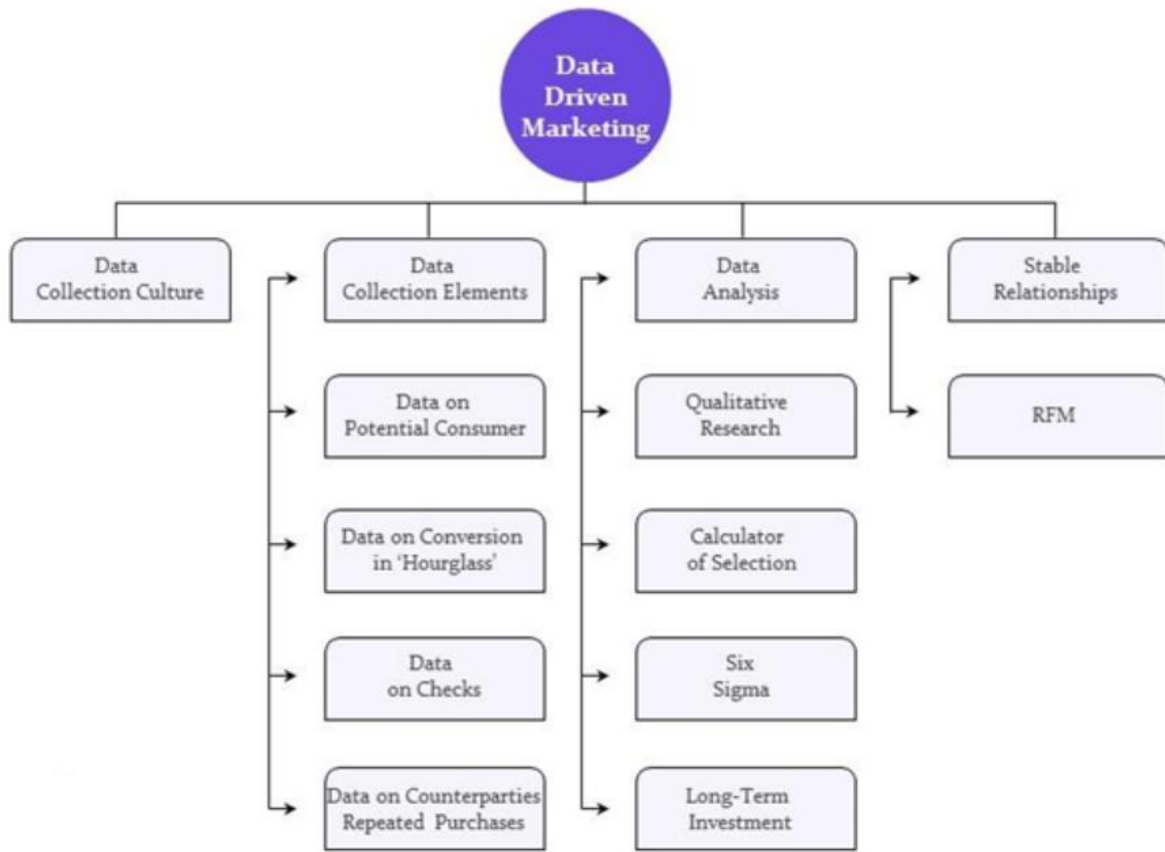 Data
Driven
Marketing
Data
Collection Culture
Data
Collection Elements
Data
Analysis
Stable
Relationships
Data on
Potential Consumer
Qualitative
Research
RFM
Data on Conversion
in ‘Hourglass’
Calculator
of Selection
Data
on Checks
Six
Sigma
Data on Counterparties
Repeated Purchases
Long-Term
Investment